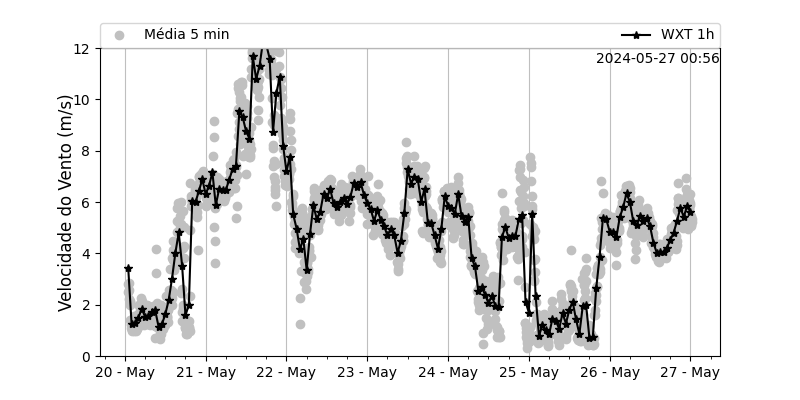 Média 5 min
WXT 1h
2024-05-27 00:56
Velocidade do Vento (m/s)
12
10
8
6
4
2
0
20 - May
21 - May
22 - May
23 - May
24 - May
25 - May
26 - May
27 - May